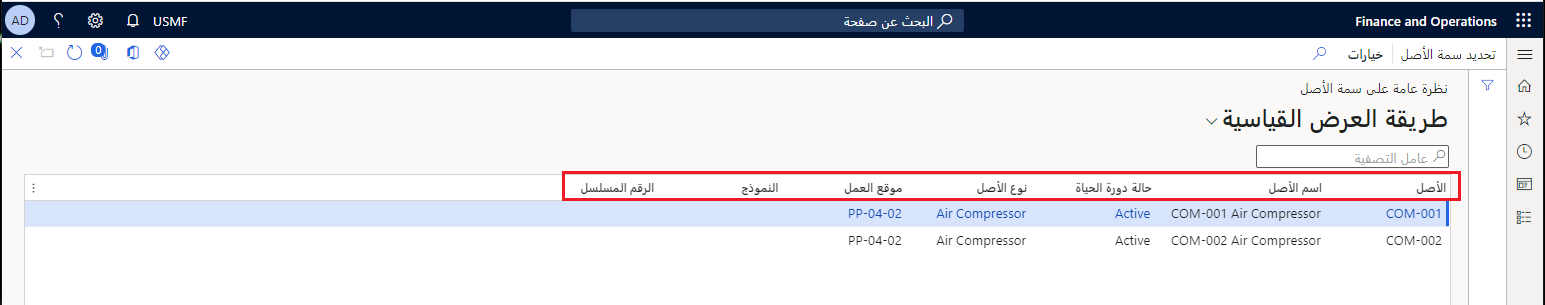 Finance and Operations
البحث عن صفحة
USMF
AD
تحديد سمة الأصل
خيارات
0
نظرة عامة على سمة الأصل
طريقة العرض القياسية
عامل التصفية
الأصل اسم الأصل حالة دورة الحياة نوع الأصل موقع العمل النموذج الرقم المسلسل
COM-001 COM-001 Air Compressor Active Air Compressor PP-04-02
COM-002 COM-002 Air Compressor Active Air Compressor PP-04-02